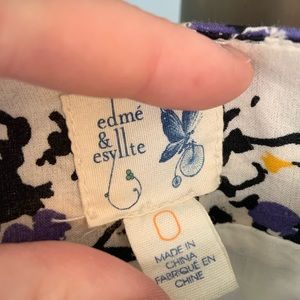 edmé
& 
esyllte
0
MADE IN
CHINA
FABRIQUÉ EN
CHINE